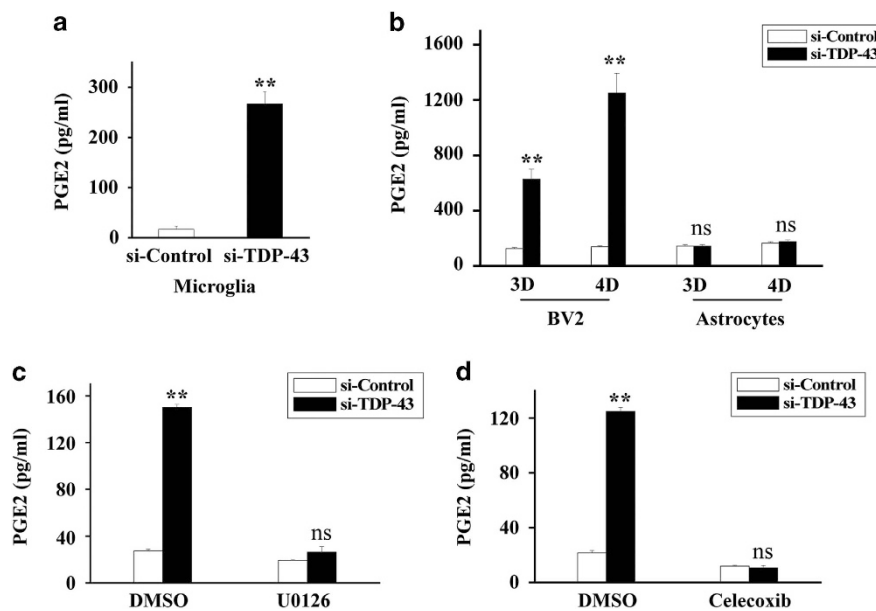 a
PGE2 (pg/ml)
300
200
100
0
**
si-Control si-TDP-43
Microglia
b
PGE2 (pg/ml)
1600
1200
800
400
0
si-Control
si-TDP-43
**
**
ns
ns
3D 4D 3D 4D
BV2 Astrocytes
c
PGE2 (pg/ml)
160
120
80
40
0
si-Control
si-TDP-43
**
ns
DMSO U0126
d
PGE2 (pg/ml)
120
80
40
0
si-Control
si-TDP-43
**
ns
DMSO Celecoxib